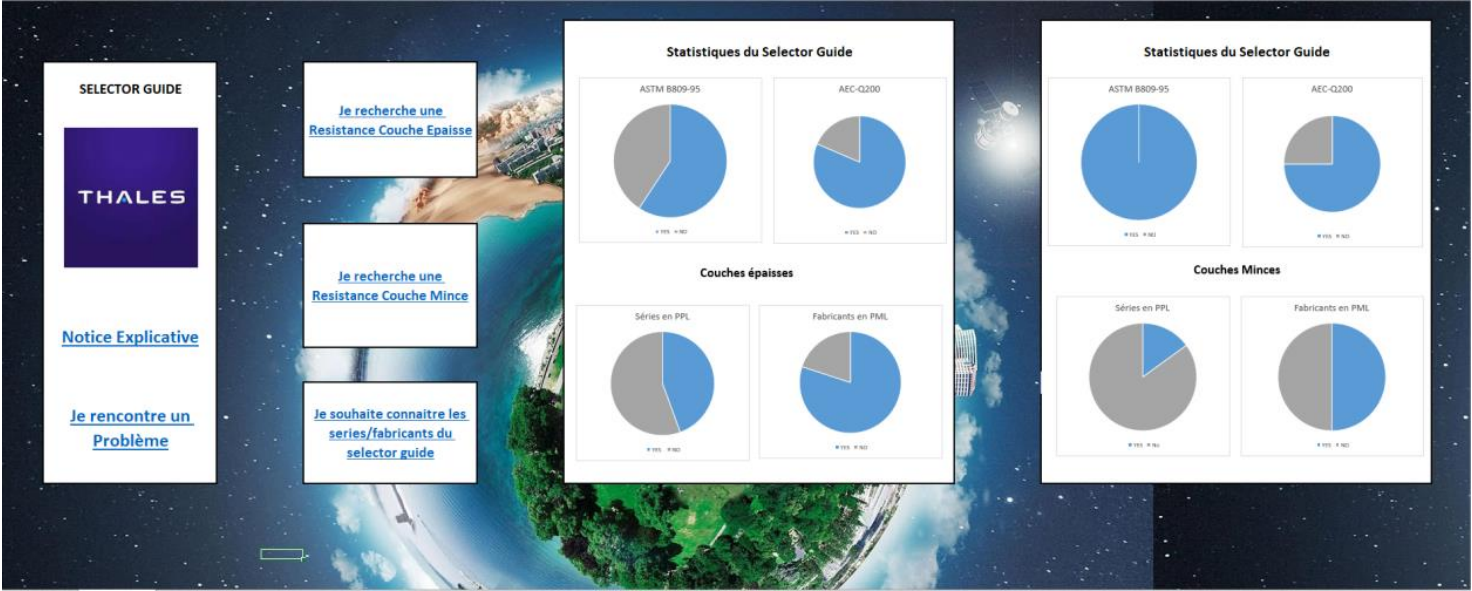 SELECTOR GUIDE
THALES
Notice Explicative
Je rencontre un
Problème
Je recherche une
Resistance Couche Epaisse
Je recherche une
Resistance Couche Mince
Je souhaite connaitre les
series/fabricants du
selector guide
Statistiques du Selector Guide
ASTM B809-95
YES NO
AEC-Q200
YES NO
Couches épaisses
Séries en PPL
YES NO
Fabricants en PML
YES NO
Statistiques du Selector Guide
ASTM B809-95
YES NO
AEC-Q200
YES NO
Couches Minces
Séries en PPL
YES No
Fabricants en PML
YES NO